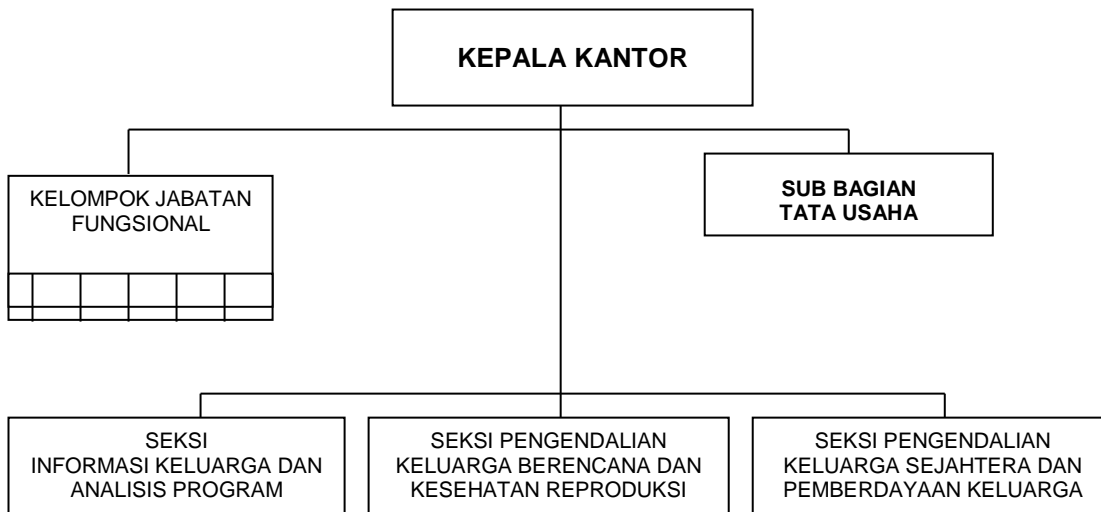 KEPALA KANTOR
KELOMPOK JABATAN
FUNGSIONAL
SUB BAGIAN
TATA USAHA
SEKSI
INFORMASI KELUARGA DAN
ANALISIS PROGRAM
SEKSI PENGENDALIAN
KELUARGA BERENCANA DAN
KESEHATAN REPRODUKSI
SEKSI PENGENDALIAN
KELUARGA SEJAHTERA DAN
PEMBERDAYAAN KELUARGA